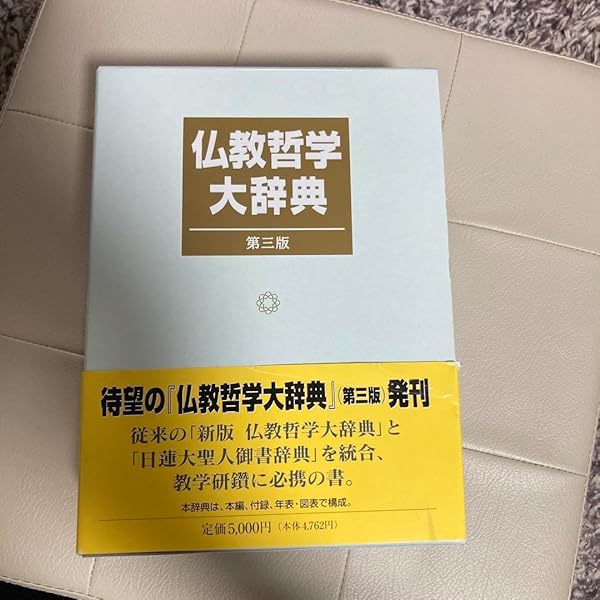 仏教哲学
大辞典
第三版
待望の『仏教哲学大辞典』(第三版)発刊
従来の「新版 仏教哲学大辞典」と
「日蓮大聖人御書辞典」を統合、
教学研鑽に必携の書。
本辞典は、本編、付録、年表・図表で構成。
定価5,000円(本体4,762円)